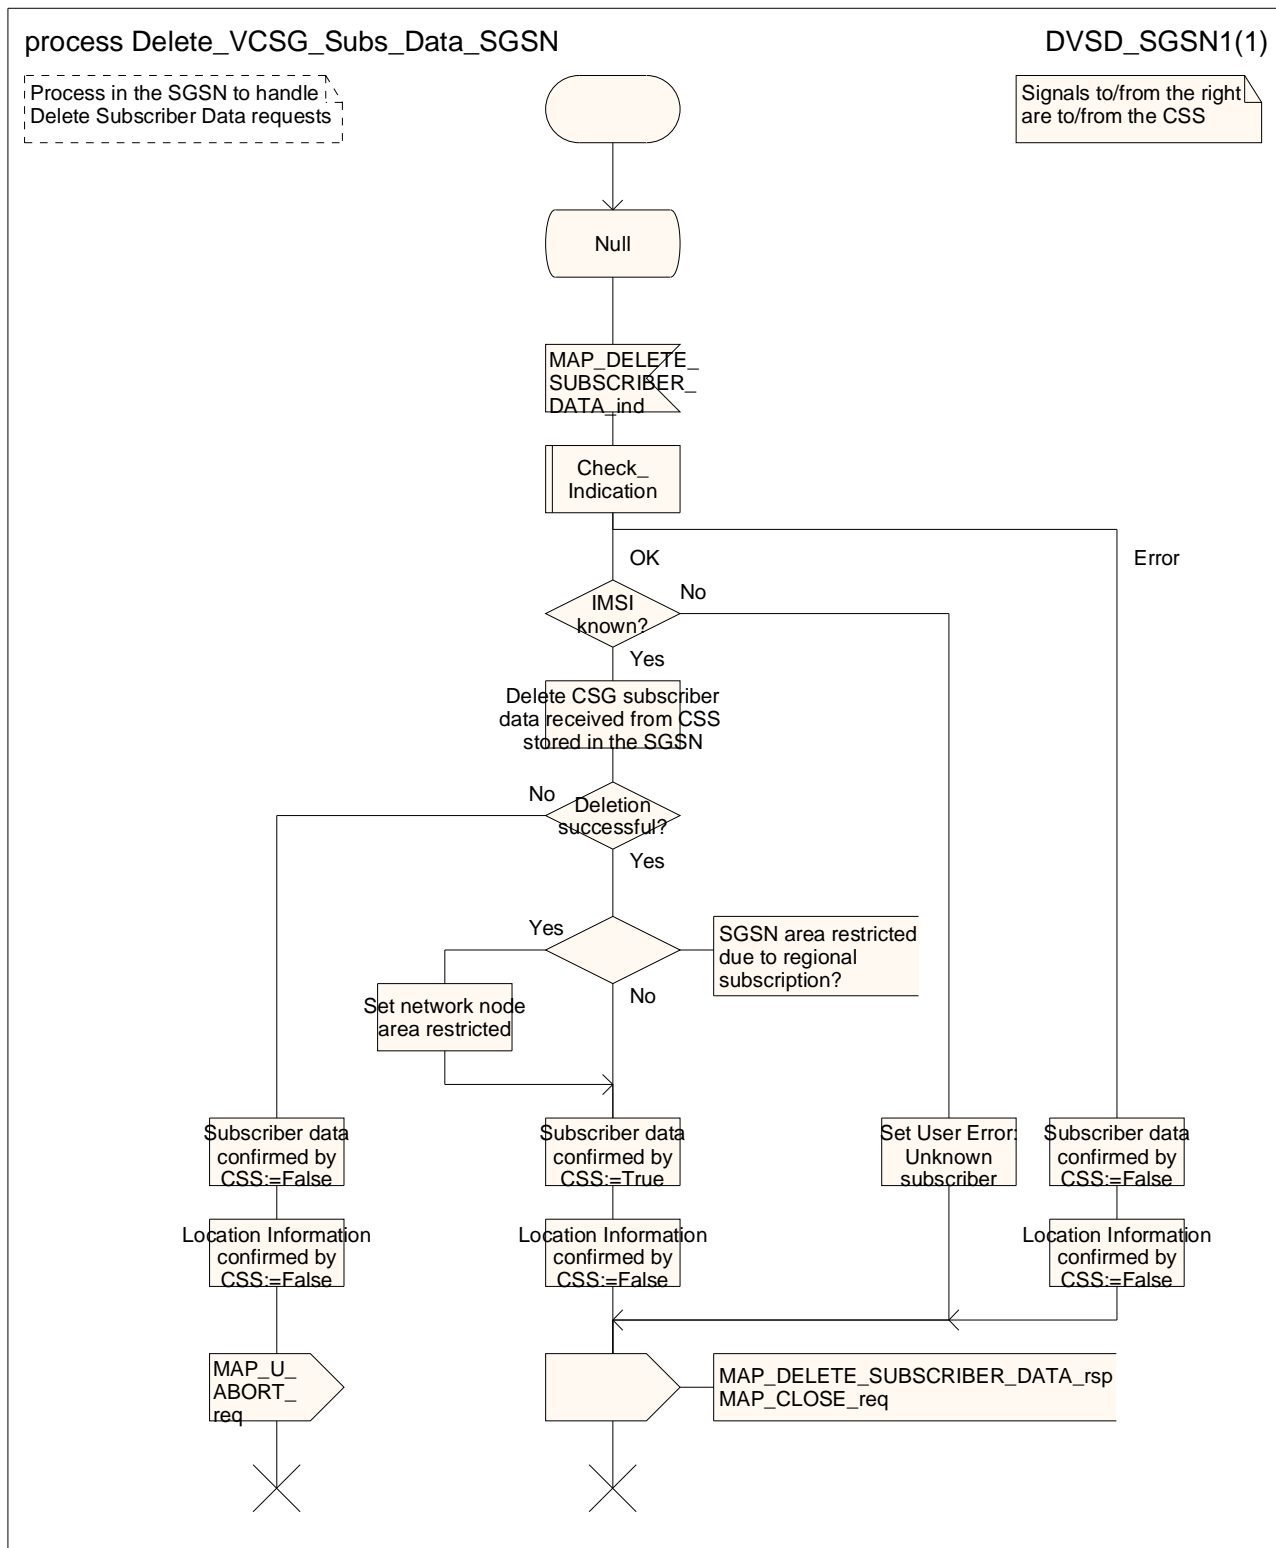 process Delete_VCSG_Subs_Data_SGSN
DVSD_SGSN1(1)
Process in the SGSN to handle
Delete Subscriber Data requests
Signals to/from the right
are to/from the CSS
Null
MAP_DELETE_
SUBSCRIBER_
DATA_ind
Check_
Indication
OK
Error
IMSI
known?
No
Yes
Delete CSG subscriber
data received from CSS
stored in the SGSN
No
Deletion
successful?
Yes
Yes
SGSN area restricted
due to regional
subscription?
No
Set network node
area restricted
Subscriber data
confirmed by
CSS:=False
Subscriber data
confirmed by
CSS:=True
Set User Error:
Unknown
subscriber
Subscriber data
confirmed by
CSS:=False
Location Information
confirmed by
CSS:=False
Location Information
confirmed by
CSS:=False
Location Information
confirmed by
CSS:=False
MAP_U_
ABORT_
req
MAP_DELETE_SUBSCRIBER_DATA_rsp
MAP_CLOSE_req